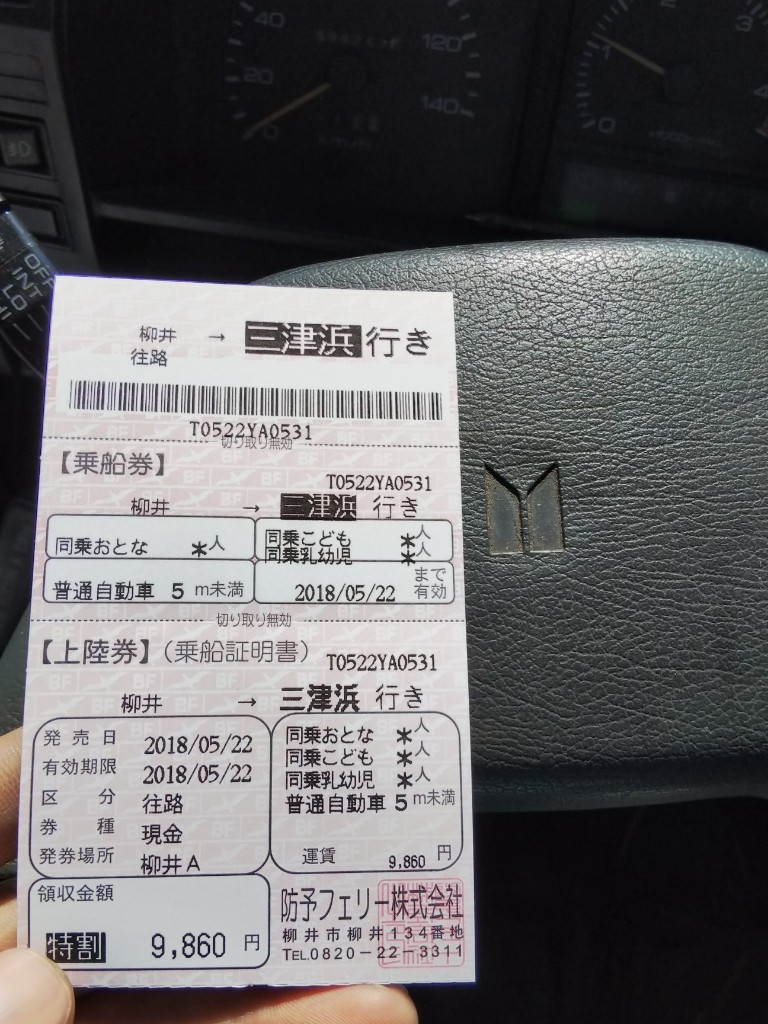 40
120
20
140
0
km/h
1
2
3
4
0
OFF
INT
LO
柳井 → 三津浜 行き
往路
T0522YA0531
切り取り無効
【乗船券】
T0522YA0531
柳井 → 三津浜 行き
同乗おとな *人
同乗こども *人
同乗乳幼児 *人
普通自動車 5 m未満
2018/05/22 まで有効
切り取り無効
【上陸券】(乗船証明書)
T0522YA0531
柳井 → 三津浜 行き
発売日 2018/05/22
有効期限 2018/05/22
区分 往路
券種 現金
発券場所 柳井A
同乗おとな *人
同乗こども *人
同乗乳幼児 *人
普通自動車 5 m未満
運賃 9,860 円
領収金額
特割 9,860 円
防予フェリー株式会社
柳井市柳井134番地
TEL.0820-22-3311